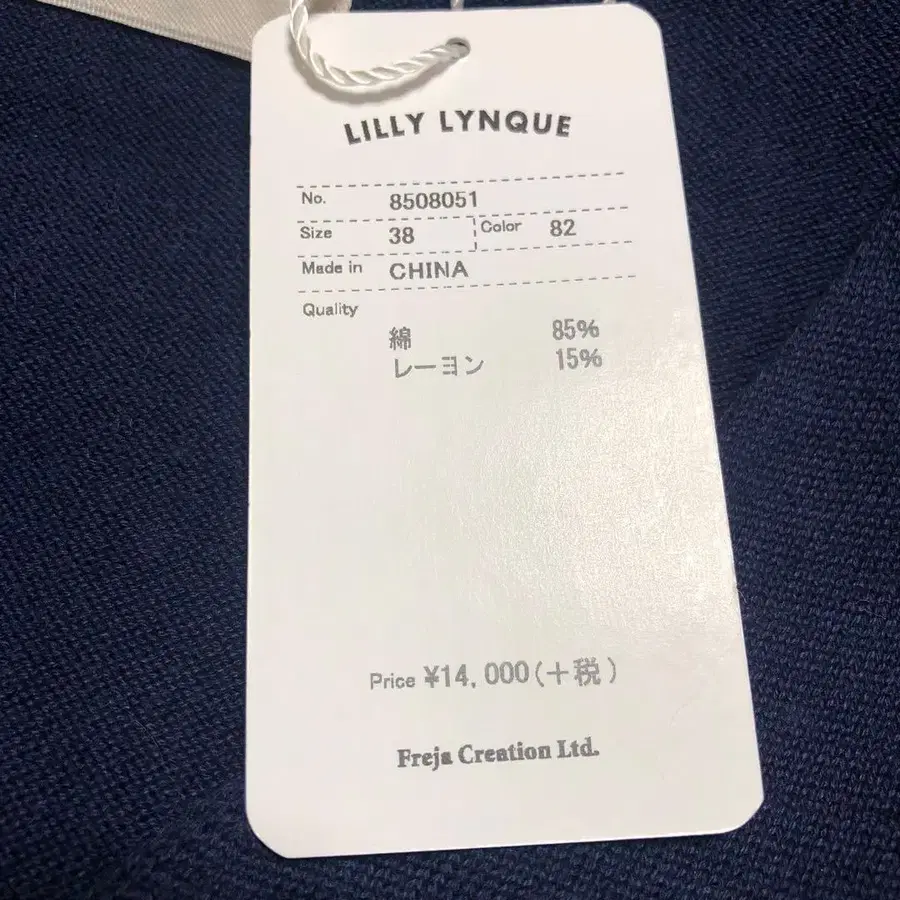 LILLY LYNQUE
No. 8508051
Size 38 Color 82
Made in CHINA
Quality
綿 85%
レーヨン 15%
Price ¥14,000(+税)
Freja Creation Ltd.